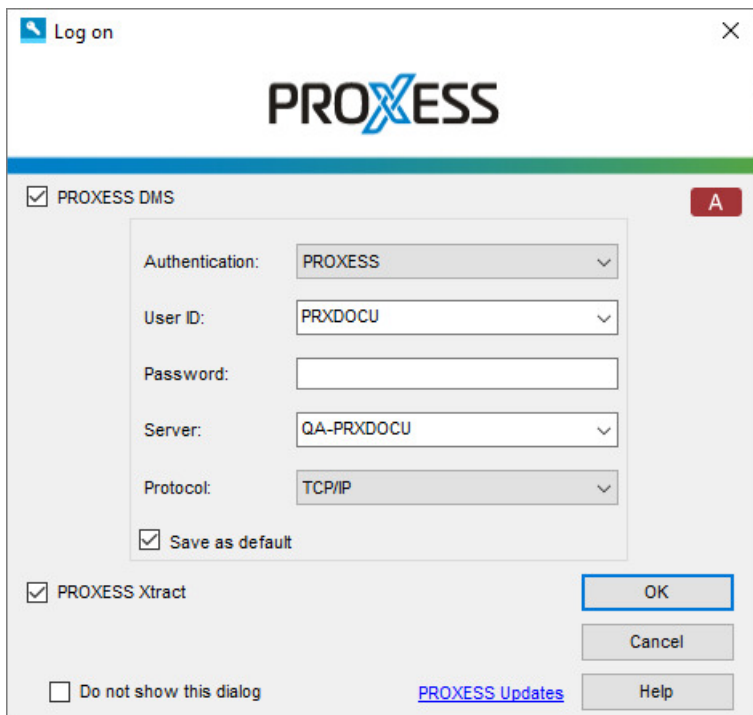 Log on
PROXESS
PROXESS DMS
A
Authentication: PROXESS
User ID: PRXDOCU
Password:
Server: QA-PRXDOCU
Protocol: TCP/IP
Save as default
PROXESS Xtract
OK
Cancel
Do not show this dialog
PROXESS Updates
Help